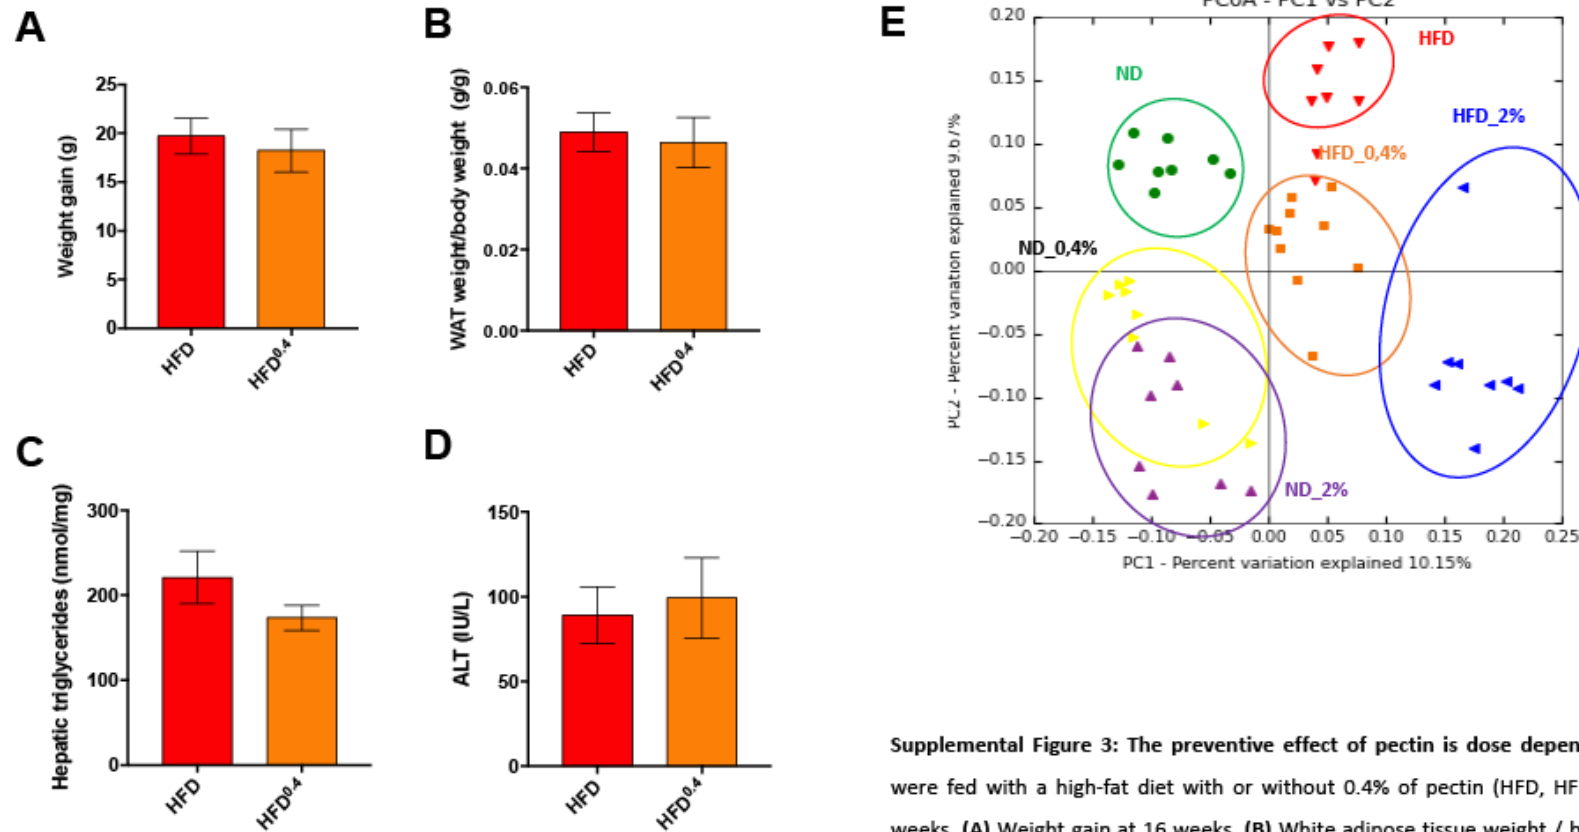 A
Weight gain (g)
25
20
15
10
5
0
HFD
HFD0.4
B
WAT weight/body weight (g/g)
0.06
0.04
0.02
0.00
HFD
HFD0.4
C
Hepatic triglycerides (nmol/mg)
300
200
100
0
HFD
HFD0.4
D
ALT (IU/L)
150
100
50
0
HFD
HFD0.4
E
PCoA - PC1 vs PC2
PC2 - Percent variation explained 9.67%
0.20
0.15
0.10
0.05
0.00
−0.05
−0.10
−0.15
−0.20
−0.20 −0.15 −0.10 −0.05 0.00 0.05 0.10 0.15 0.20 0.25
PC1 - Percent variation explained 10.15%
HFD
ND
HFD_2%
HFD_0,4%
ND_0,4%
ND_2%
Supplemental Figure 3: The preventive effect of pectin is dose depen
were fed with a high-fat diet with or without 0.4% of pectin (HFD, HF
weeks. (A) Weight gain at 16 weeks. (B) White adipose tissue weight /